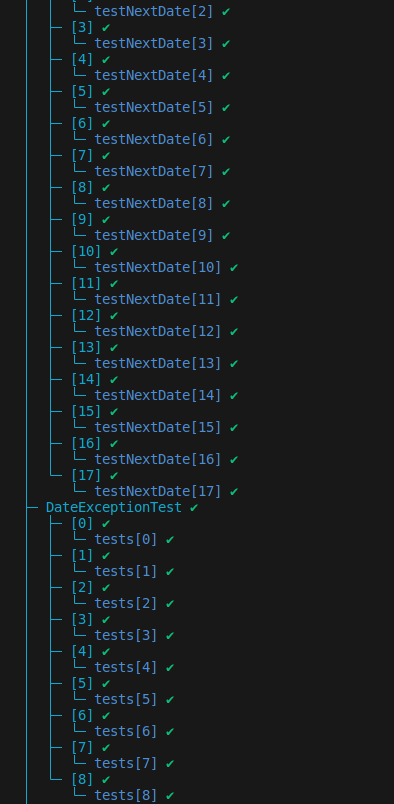 └─ testNextDate[2] ✔
├─ [3] ✔
│  └─ testNextDate[3] ✔
├─ [4] ✔
│  └─ testNextDate[4] ✔
├─ [5] ✔
│  └─ testNextDate[5] ✔
├─ [6] ✔
│  └─ testNextDate[6] ✔
├─ [7] ✔
│  └─ testNextDate[7] ✔
├─ [8] ✔
│  └─ testNextDate[8] ✔
├─ [9] ✔
│  └─ testNextDate[9] ✔
├─ [10] ✔
│  └─ testNextDate[10] ✔
├─ [11] ✔
│  └─ testNextDate[11] ✔
├─ [12] ✔
│  └─ testNextDate[12] ✔
├─ [13] ✔
│  └─ testNextDate[13] ✔
├─ [14] ✔
│  └─ testNextDate[14] ✔
├─ [15] ✔
│  └─ testNextDate[15] ✔
├─ [16] ✔
│  └─ testNextDate[16] ✔
└─ [17] ✔
   └─ testNextDate[17] ✔
├─ DateExceptionTest ✔
├─ [0] ✔
│  └─ tests[0] ✔
├─ [1] ✔
│  └─ tests[1] ✔
├─ [2] ✔
│  └─ tests[2] ✔
├─ [3] ✔
│  └─ tests[3] ✔
├─ [4] ✔
│  └─ tests[4] ✔
├─ [5] ✔
│  └─ tests[5] ✔
├─ [6] ✔
│  └─ tests[6] ✔
├─ [7] ✔
│  └─ tests[7] ✔
└─ [8] ✔
   └─ tests[8] ✔